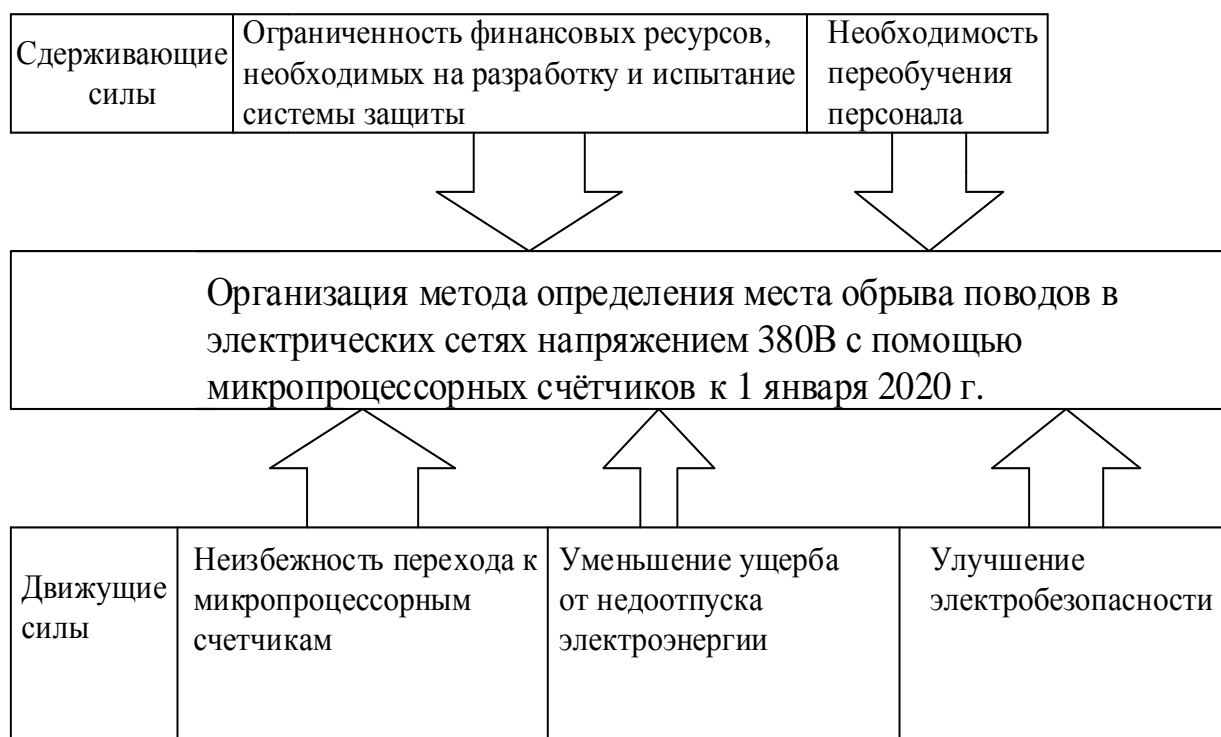 Сдерживающие
силы
Ограниченность финансовых ресурсов,
необходимых на разработку и испытание
системы защиты
Необходимость
переобучения
персонала
Организация метода определения места обрыва поводов в
электрических сетях напряжением 380В с помощью
микропроцессорных счётчиков к 1 января 2020 г.
Движущие
силы
Неизбежность перехода к
микропроцессорным
счетчикам
Уменьшение ущерба
от недоотпуска
электроэнергии
Улучшение
электробезопасности